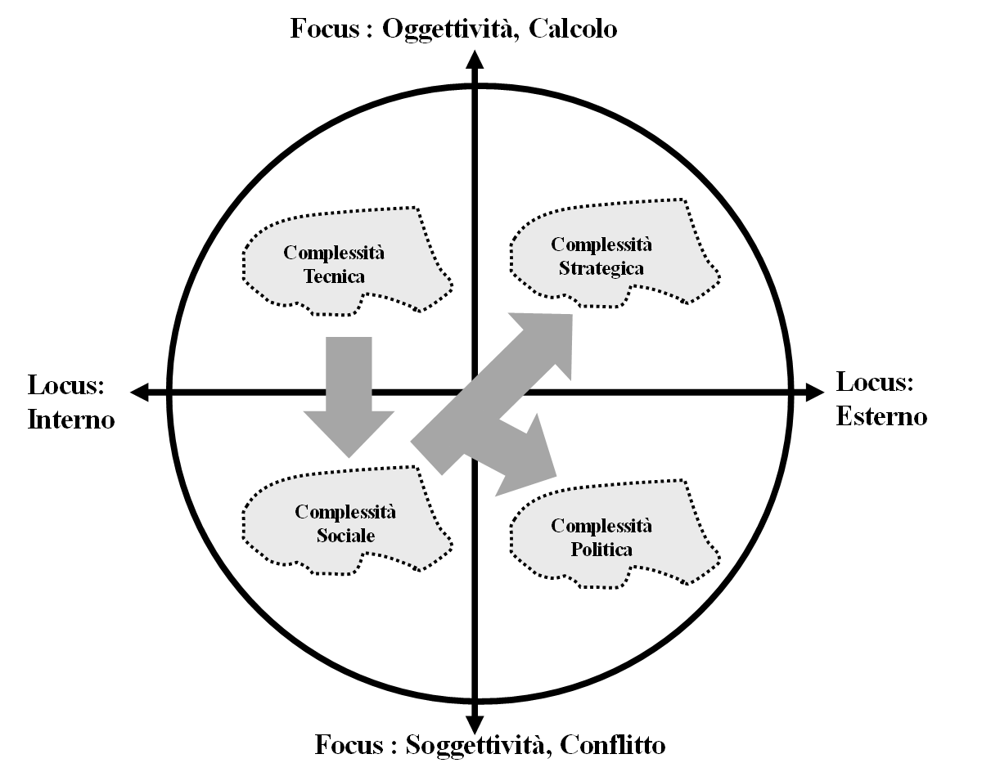 Focus : Oggettività, Calcolo
Complessità
Tecnica
Complessità
Strategica
Locus:
Interno
Locus:
Esterno
Complessità
Sociale
Complessità
Politica
Focus : Soggettività, Conflitto